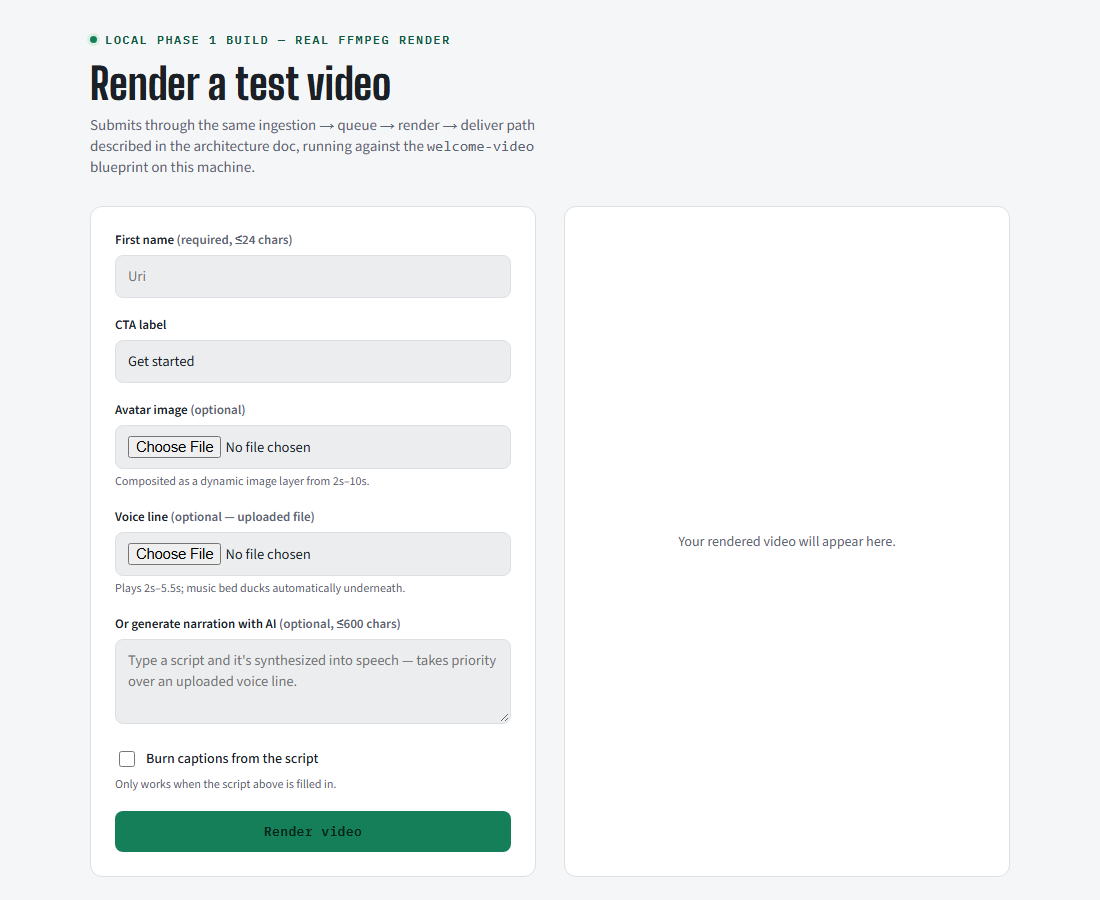 LOCAL PHASE 1 BUILD — REAL FFMPEG RENDER
Render a test video
Submits through the same ingestion → queue → render → deliver path
described in the architecture doc, running against the welcome-video
blueprint on this machine.
First name (required, ≤24 chars)
Uri
CTA label
Get started
Avatar image (optional)
Choose File No file chosen
Composited as a dynamic image layer from 2s–10s.
Voice line (optional — uploaded file)
Choose File No file chosen
Plays 2s–5.5s; music bed ducks automatically underneath.
Or generate narration with AI (optional, ≤600 chars)
Type a script and it's synthesized into speech — takes priority
over an uploaded voice line.
Burn captions from the script
Only works when the script above is filled in.
Render video
Your rendered video will appear here.